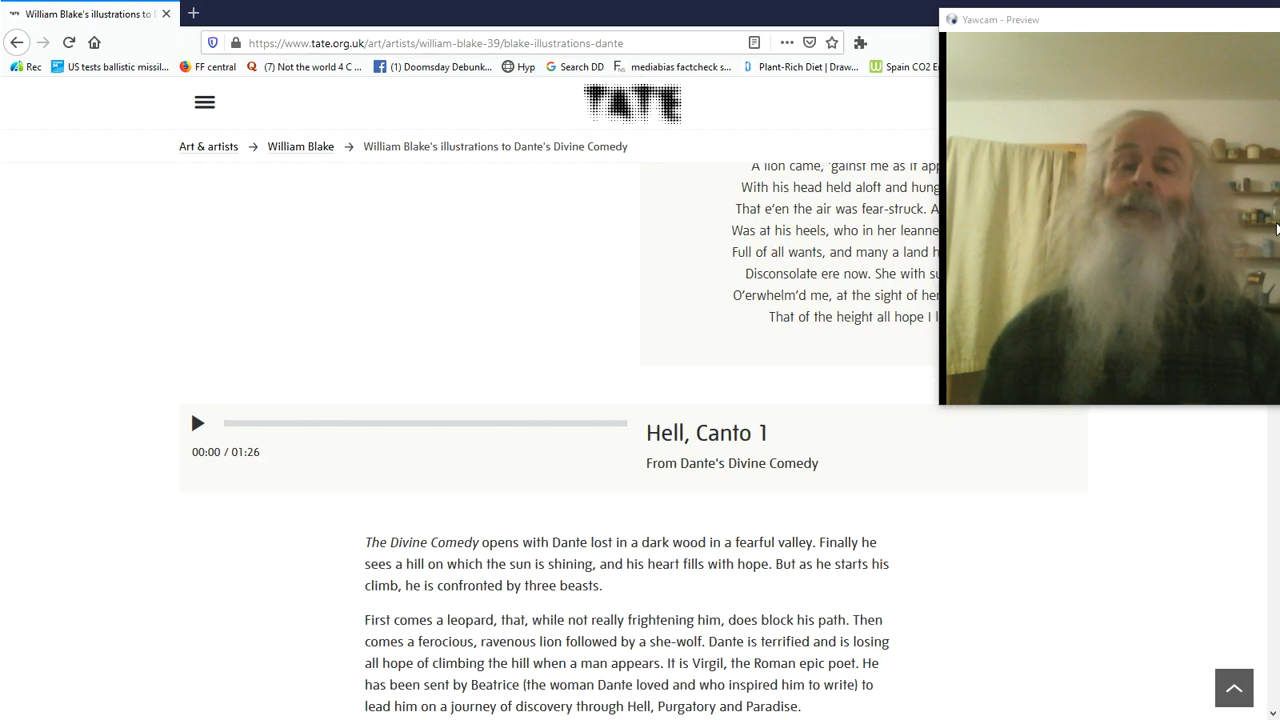 William Blake's illustrations to
Yawcam - Preview
https://www.tate.org.uk/art/artists/william-blake-39/blake-illustrations-dante
Rec
US tests ballistic missil...
FF central
(7) Not the world 4 C ...
(1) Doomsday Debunk...
Hyp
Search DD
mediabias factcheck s...
Plant-Rich Diet | Draw...
Spain CO2
TATE
Art & artists → William Blake → William Blake's illustrations to Dante's Divine Comedy
A lion came, 'gainst me as it
With his head held aloft and
That e'en the air was fear-struck.
Was at his heels, who in her
Full of all wants, and many a land
Disconsolate ere now. She with
O'erwhelm'd me, at the sight of
That of the height all hope I
Hell, Canto 1
00:00 / 01:26
From Dante's Divine Comedy
The Divine Comedy opens with Dante lost in a dark wood in a fearful valley. Finally he
sees a hill on which the sun is shining, and his heart fills with hope. But as he starts his
climb, he is confronted by three beasts.
First comes a leopard, that, while not really frightening him, does block his path. Then
comes a ferocious, ravenous lion followed by a she-wolf. Dante is terrified and is losing
all hope of climbing the hill when a man appears. It is Virgil, the Roman epic poet. He
has been sent by Beatrice (the woman Dante loved and who inspired him to write) to
lead him on a journey of discovery through Hell, Purgatory and Paradise.